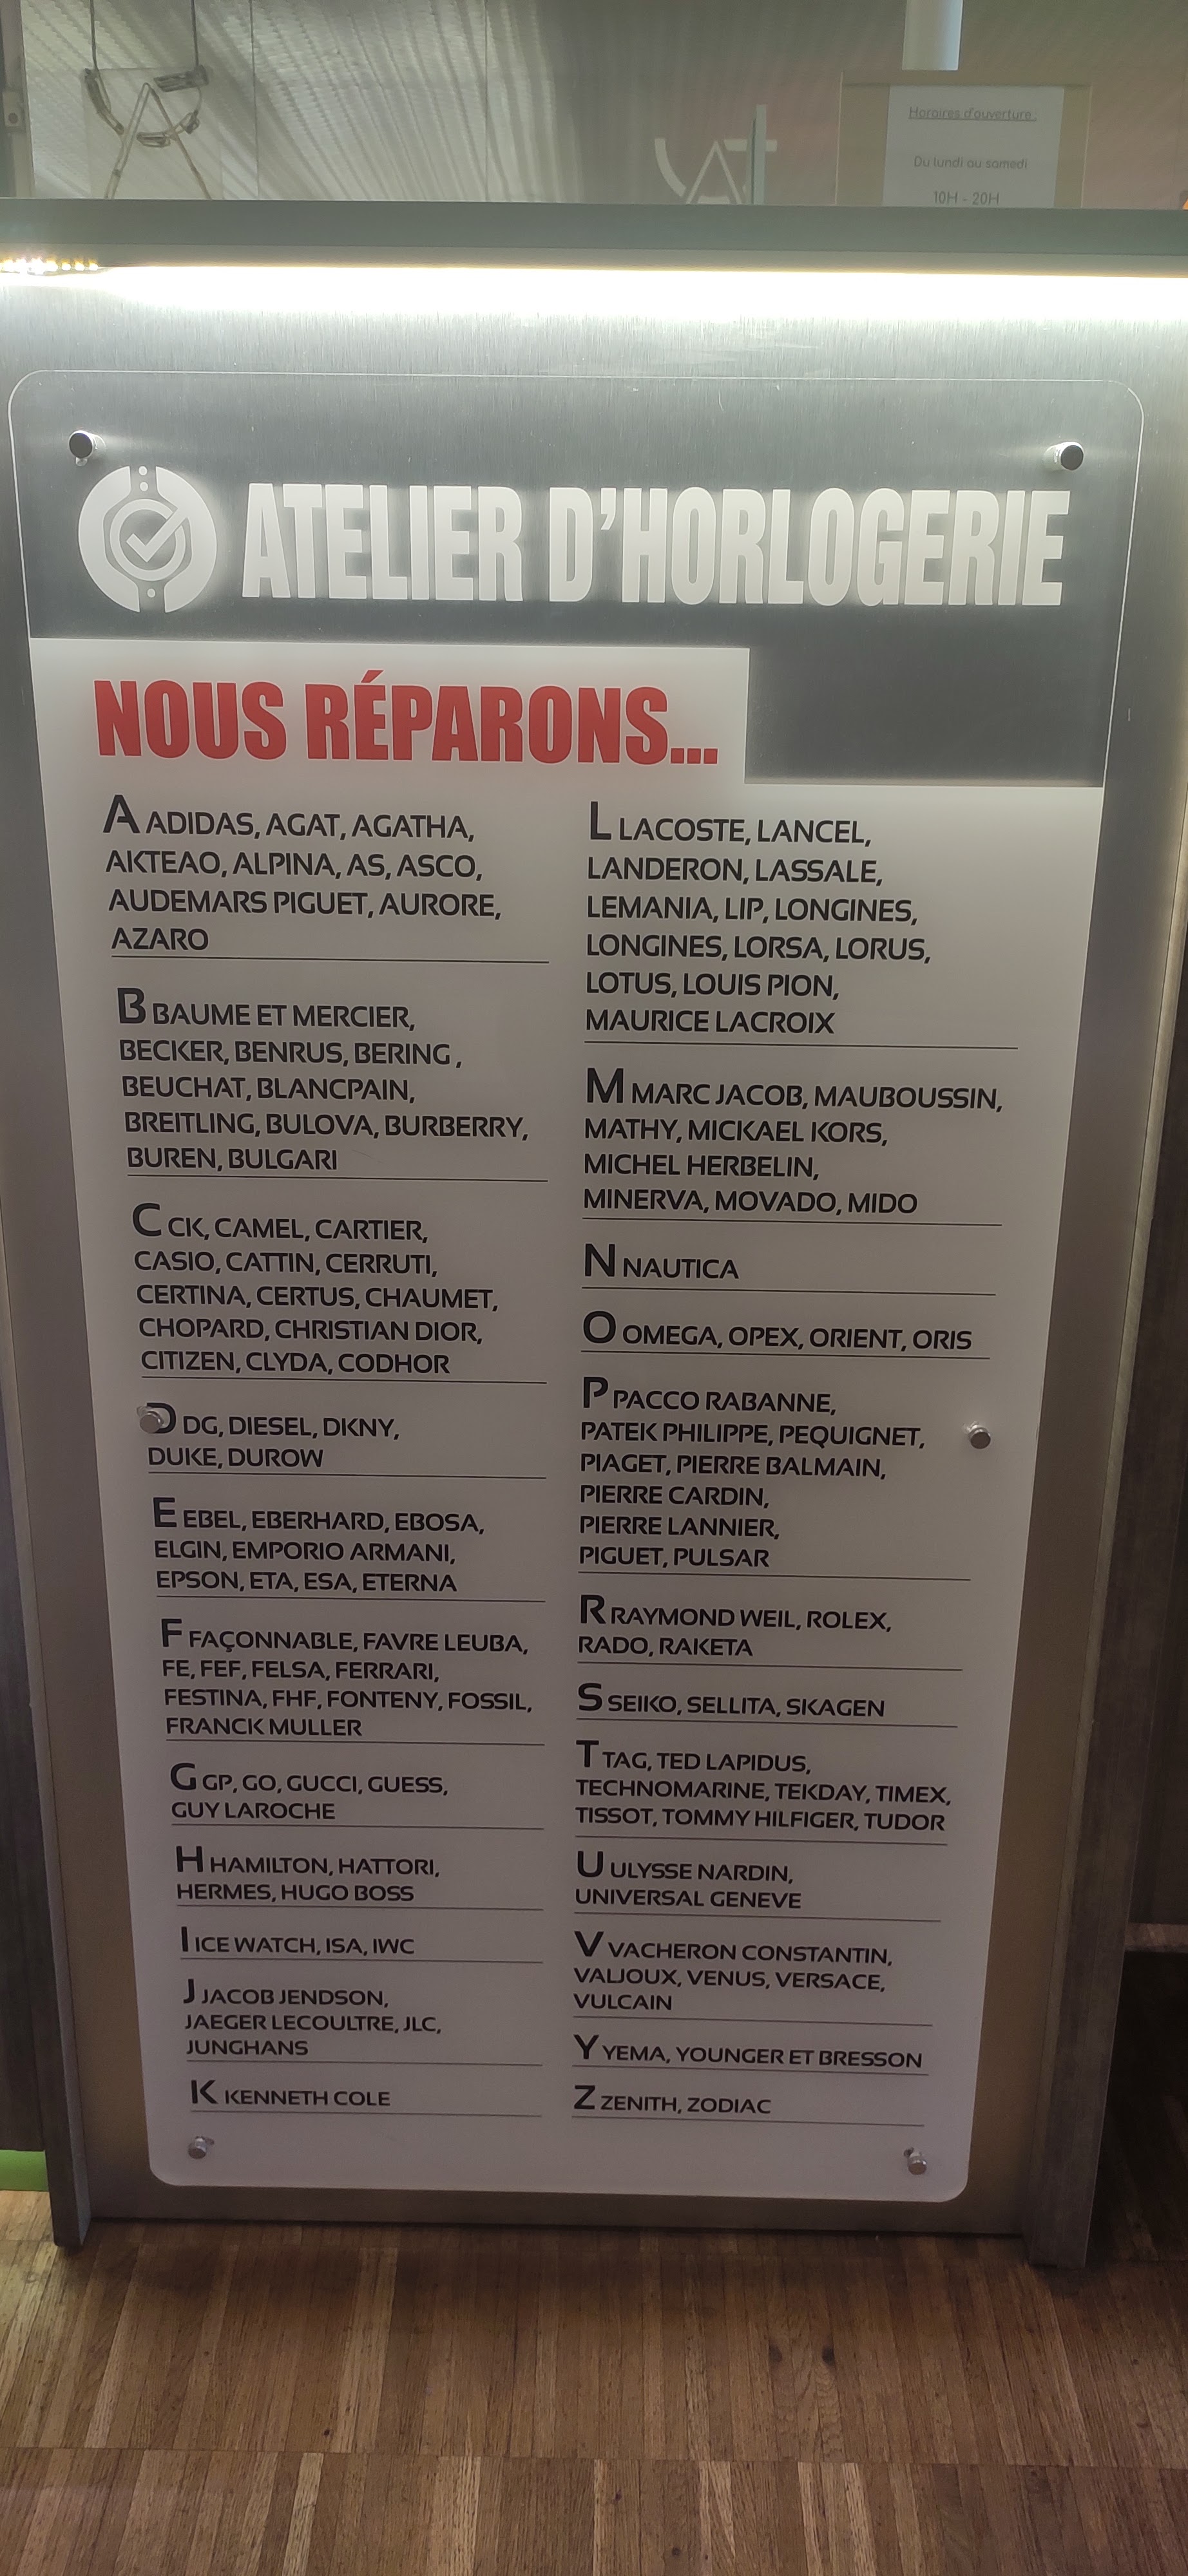 Horaires d'ouverture :
Du lundi au samedi
10H - 20H
ATELIER D'HORLOGERIE
NOUS RÉPARONS...
A ADIDAS, AGAT, AGATHA,
AKTEAO, ALPINA, AS, ASCO,
AUDEMARS PIGUET, AURORE,
AZARO
B BAUME ET MERCIER,
BECKER, BENRUS, BERING ,
BEUCHAT, BLANCPAIN,
BREITLING, BULOVA, BURBERRY,
BUREN, BULGARI
C CK, CAMEL, CARTIER,
CASIO, CATTIN, CERRUTI,
CERTINA, CERTUS, CHAUMET,
CHOPARD, CHRISTIAN DIOR,
CITIZEN, CLYDA, CODHOR
D DG, DIESEL, DKNY,
DUKE, DUROW
E EBEL, EBERHARD, EBOSA,
ELGIN, EMPORIO ARMANI,
EPSON, ETA, ESA, ETERNA
F FAÇONNABLE, FAVRE LEUBA,
FE, FEF, FELSA, FERRARI,
FESTINA, FHF, FONTENY, FOSSIL,
FRANCK MULLER
G GP, GO, GUCCI, GUESS,
GUY LAROCHE
H HAMILTON, HATTORI,
HERMES, HUGO BOSS
I ICE WATCH, ISA, IWC
J JACOB JENDSON,
JAEGER LECOULTRE, JLC,
JUNGHANS
K KENNETH COLE
L LACOSTE, LANCEL,
LANDERON, LASSALE,
LEMANIA, LIP, LONGINES,
LONGINES, LORSA, LORUS,
LOTUS, LOUIS PION,
MAURICE LACROIX
M MARC JACOB, MAUBOUSSIN,
MATHY, MICKAEL KORS,
MICHEL HERBELIN,
MINERVA, MOVADO, MIDO
N NAUTICA
O OMEGA, OPEX, ORIENT, ORIS
P PACCO RABANNE,
PATEK PHILIPPE, PEQUIGNET,
PIAGET, PIERRE BALMAIN,
PIERRE CARDIN,
PIERRE LANNIER,
PIGUET, PULSAR
R RAYMOND WEIL, ROLEX,
RADO, RAKETA
S SEIKO, SELLITA, SKAGEN
T TAG, TED LAPIDUS,
TECHNOMARINE, TEKDAY, TIMEX,
TISSOT, TOMMY HILFIGER, TUDOR
U ULYSSE NARDIN,
UNIVERSAL GENEVE
V VACHERON CONSTANTIN,
VALJOUX, VENUS, VERSACE,
VULCAIN
Y YEMA, YOUNGER ET BRESSON
Z ZENITH, ZODIAC